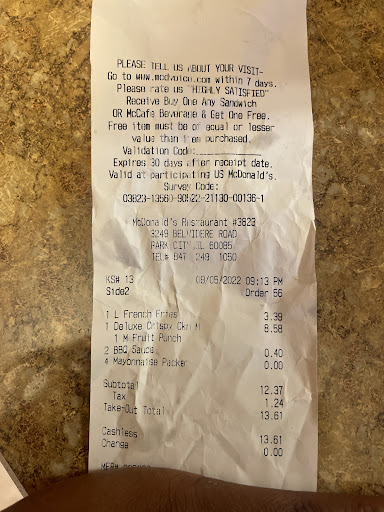 PLEASE TELL US ABOUT YOUR VISIT-
Go to www.mcdvoice.com within 7 days.
Please rate us "HIGHLY SATISFIED"
Receive Buy One Any Sandwich
OR McCafe Beverage & Get One Free.
Free item must be of equal or lesser
value than item purchased.
Validation Code:
Expires 30 days after receipt date.
Valid at participating US McDonald's.
Survey Code:
03823-13560-90522-21130-00136-1
McDonald's Restaurant #3823
3249 BELVIDERE ROAD
PARK CITY, IL 60085
TEL# 847 249 1050
KS# 13 09/05/2022 09:13 PM
Side2 Order 56
1 L French Fries 3.39
1 Deluxe Crispy Ckn M 8.58
1 M Fruit Punch
2 BBQ Sauce 0.40
4 Mayonnaise Packet 0.00
Subtotal 12.37
Tax 1.24
Take-Out Total 13.61
Cashless 13.61
Change 0.00
MER#